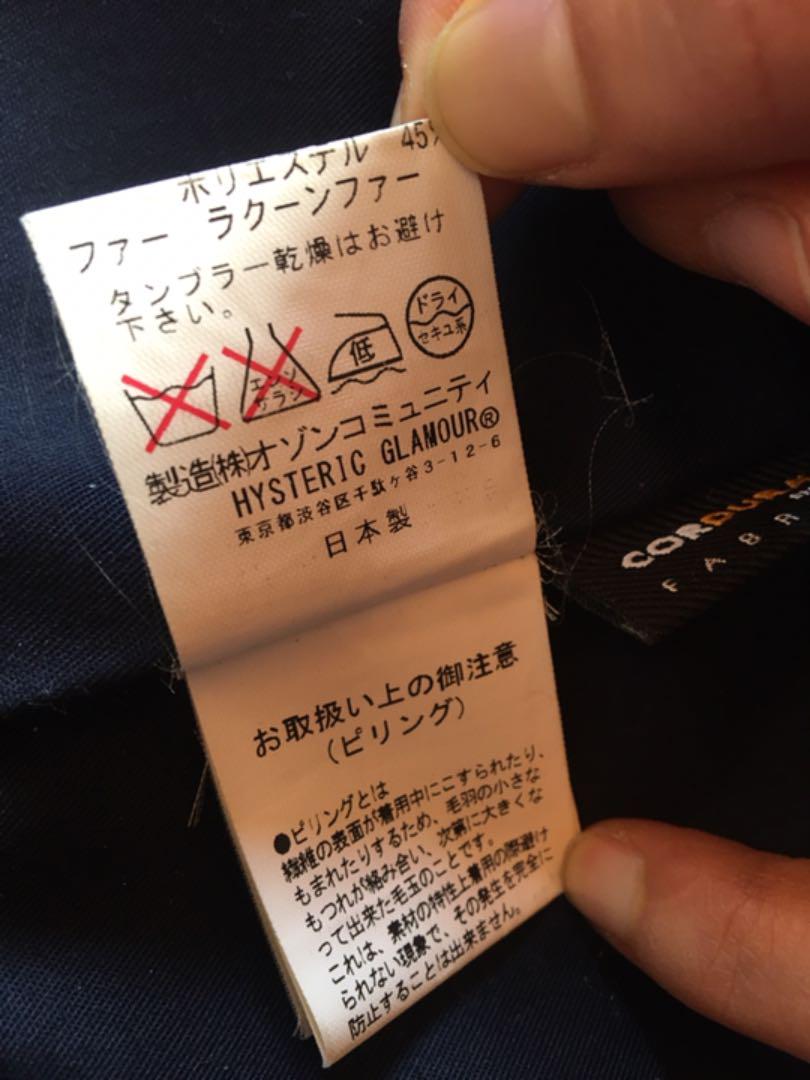 ポリエステル 45%
ファー ラクーンファー
タンブラー乾燥はお避け
下さい。
エンソ
サラシ
低
ドライ
セキユ系
製造(株)オゾンコミュニティ
HYSTERIC GLAMOUR®
東京都渋谷区千駄ヶ谷3-12-6
日本製
CORDURA
FABR
お取扱い上の御注意
(ピリング)
●ピリングとは
繊維の表面が着用中にこすられたり、
もまれたりするため、毛羽の小さな
もつれが絡み合い、次第に大きくな
って出来た毛玉のことです。
これは、素材の特性上着用の際避け
られない現象で、その発生を完全に
防止することは出来ません。